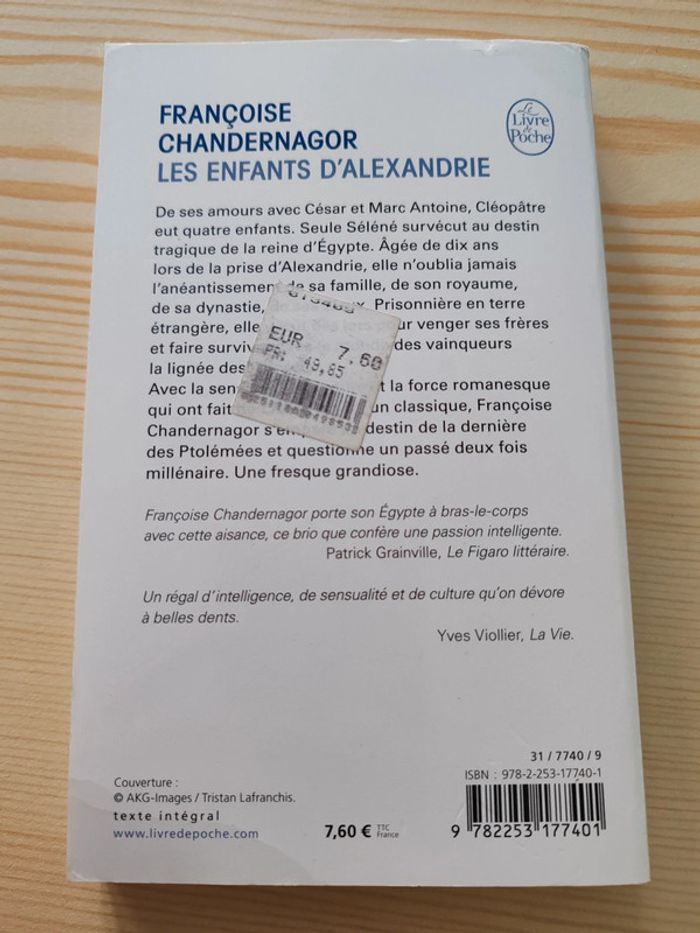 FRANÇOISE
CHANDERNAGOR
LES ENFANTS D'ALEXANDRIE
Le
Livre
de
Poche
De ses amours avec César et Marc Antoine, Cléopâtre
eut quatre enfants. Seule Séléné survécut au destin
tragique de la reine d'Égypte. Âgée de dix ans
lors de la prise d'Alexandrie, elle n'oublia jamais
l'anéantissement de sa famille, de son royaume,
de sa dynastie, Prisonnière en terre
étrangère, elle pour venger ses frères
et faire des vainqueurs
la lignée des
Avec la et la force romanesque
qui ont fait un classique, Françoise
Chandernagor destin de la dernière
des Ptolémées et questionne un passé deux fois
millénaire. Une fresque grandiose.
EUR 7.60
FR: 49,85
Françoise Chandernagor porte son Égypte à bras-le-corps
avec cette aisance, ce brio que confère une passion intelligente.
Patrick Grainville, Le Figaro littéraire.
Un régal d'intelligence, de sensualité et de culture qu'on dévore
à belles dents.
Yves Viollier, La Vie.
31 / 7740 / 9
ISBN : 978-2-253-17740-1
Couverture :
© AKG-Images / Tristan Lafranchis.
texte intégral
www.livredepoche.com
7,60 € TTC
France
9 782253 177401